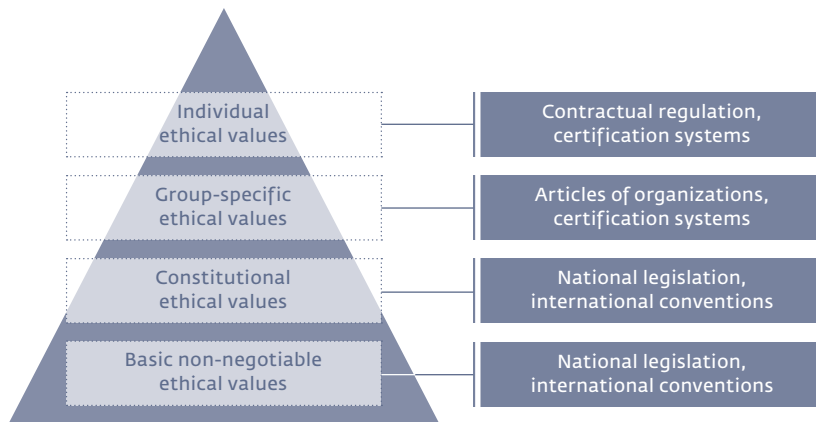 Individual
ethical values
Contractual regulation,
certification systems
Group-specific
ethical values
Articles of organizations,
certification systems
Constitutional
ethical values
National legislation,
international conventions
Basic non-negotiable
ethical values
National legislation,
international conventions